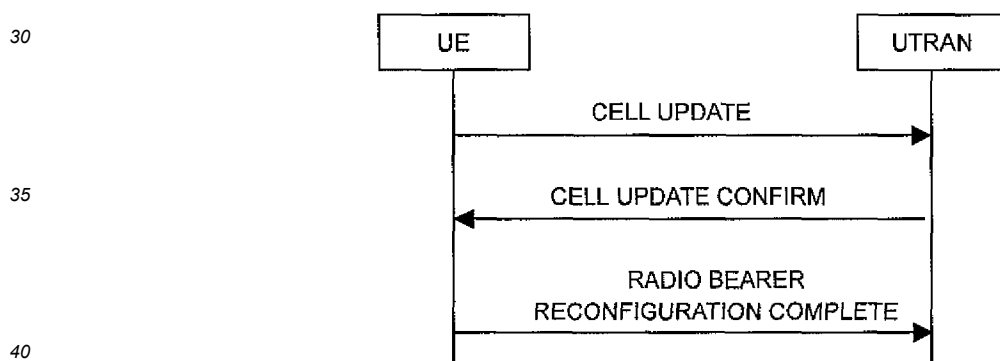 30
UE
UTRAN
CELL UPDATE
35
CELL UPDATE CONFIRM
RADIO BEARER
RECONFIGURATION COMPLETE
40